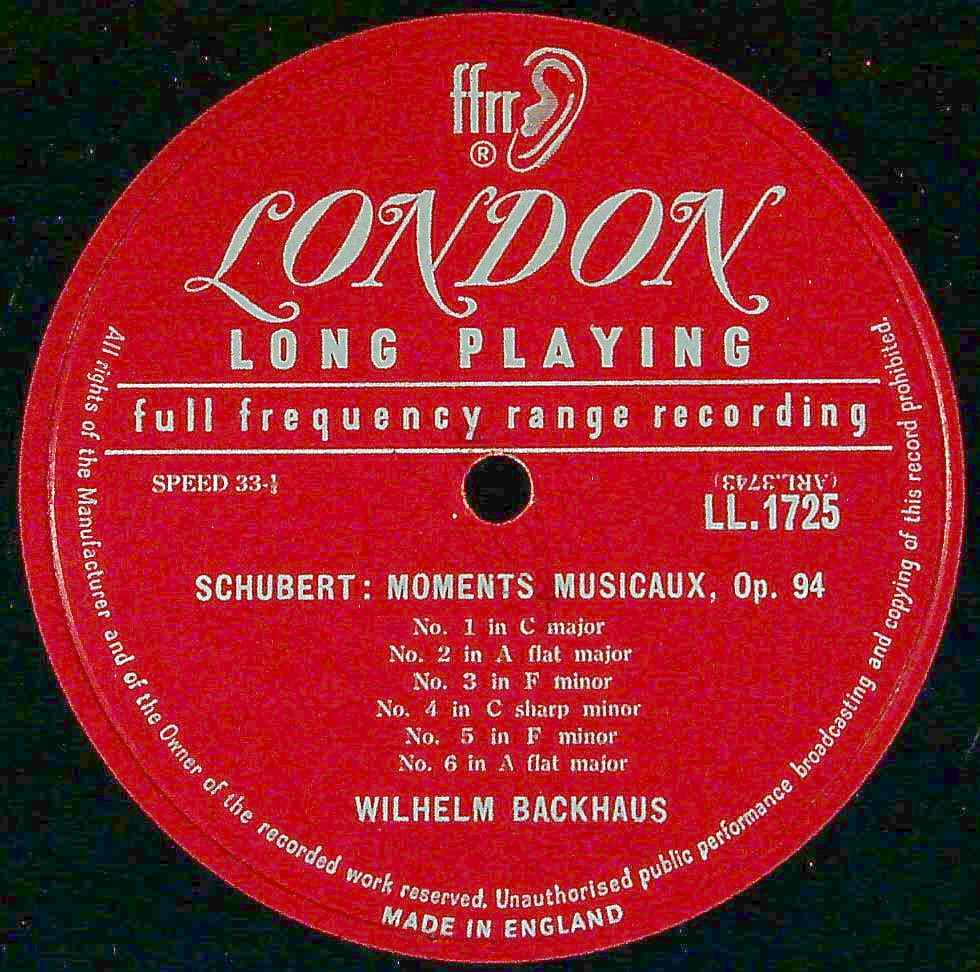 ffrr
®
LONDON
LONG PLAYING
full frequency range recording
SPEED 33-⅓
(ARL.3743)
LL.1725
SCHUBERT: MOMENTS MUSICAUX, Op. 94
No. 1 in C major
No. 2 in A flat major
No. 3 in F minor
No. 4 in C sharp minor
No. 5 in F minor
No. 6 in A flat major
WILHELM BACKHAUS
All rights of the Manufacturer and of the Owner of the recorded work reserved. Unauthorised public performance broadcasting and copying of this record prohibited.
MADE IN ENGLAND